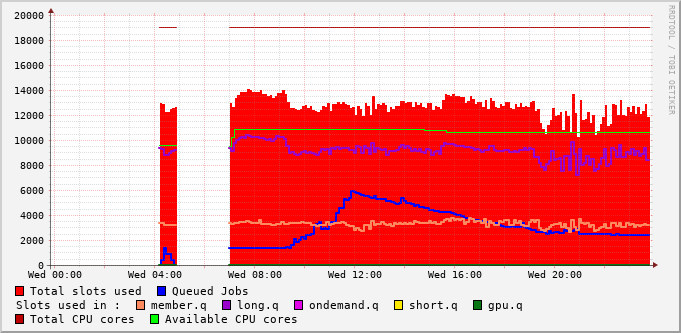 RRDTOOL / TOBI OETIKER
20000
18000
16000
14000
12000
10000
8000
6000
4000
2000
0
Wed 00:00 Wed 04:00 Wed 08:00 Wed 12:00 Wed 16:00 Wed 20:00
Total slots used Queued Jobs
Slots used in : member.q long.q ondemand.q short.q gpu.q
Total CPU cores Available CPU cores